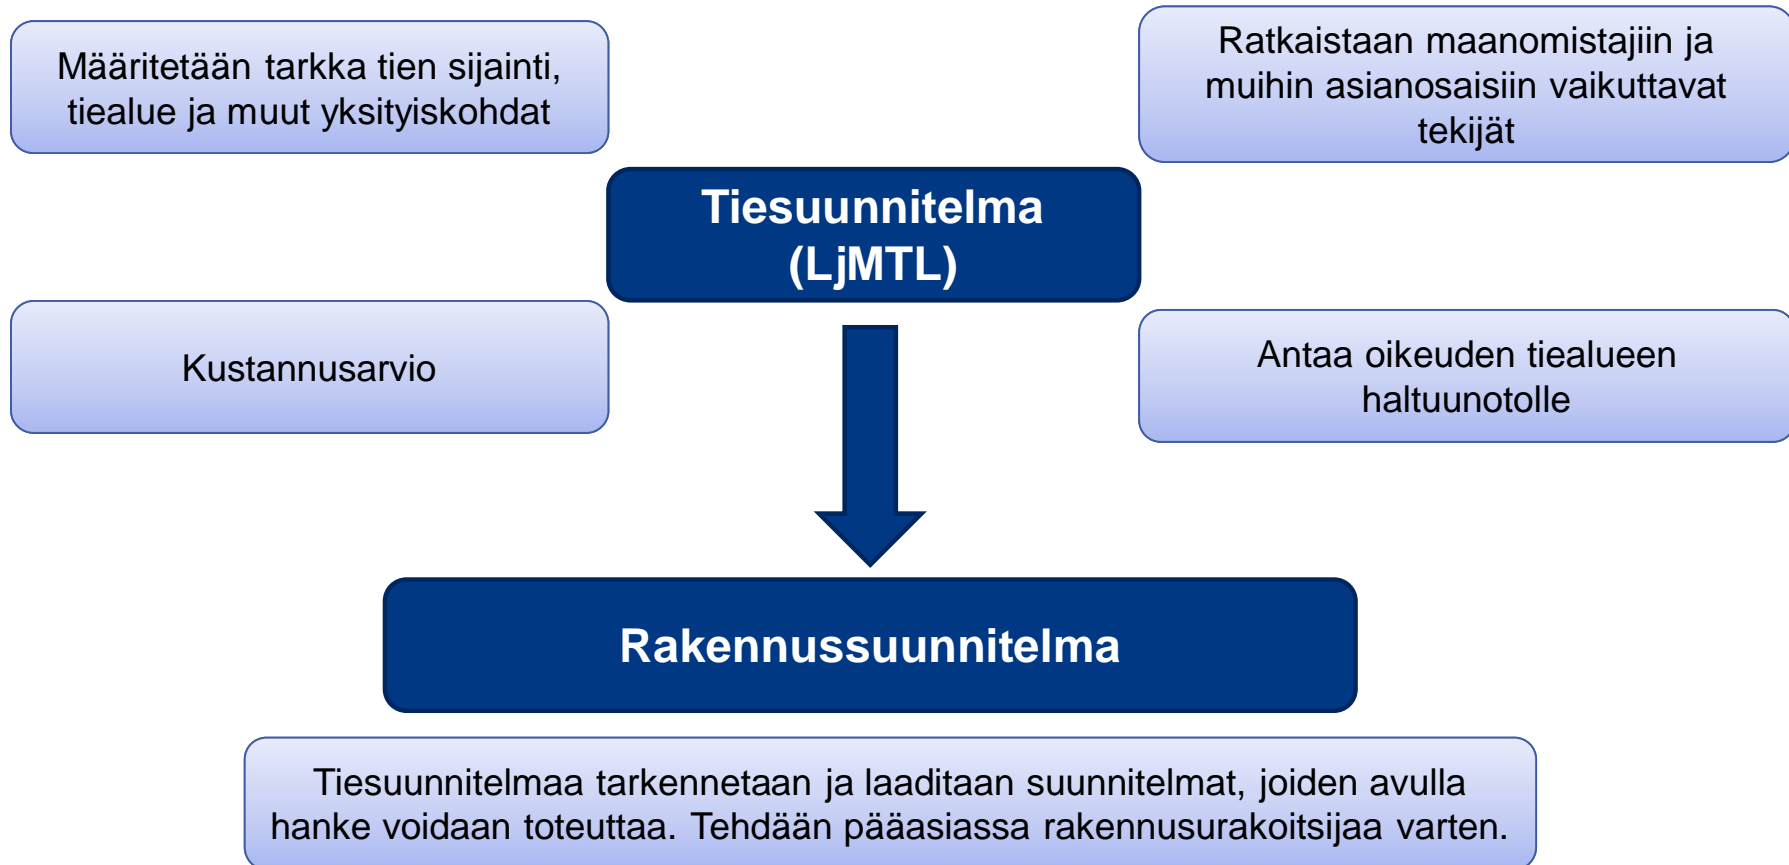 Määritetään tarkka tien sijainti,
tiealue ja muut yksityiskohdat
Ratkaistaan maanomistajiin ja
muihin asianosaisiin vaikuttavat
tekijät
Tiesuunnitelma
(LjMTL)
Kustannusarvio
Antaa oikeuden tiealueen
haltuunotolle
Rakennussuunnitelma
Tiesuunnitelmaa tarkennetaan ja laaditaan suunnitelmat, joiden avulla
hanke voidaan toteuttaa. Tehdään pääasiassa rakennusurakoitsijaa varten.